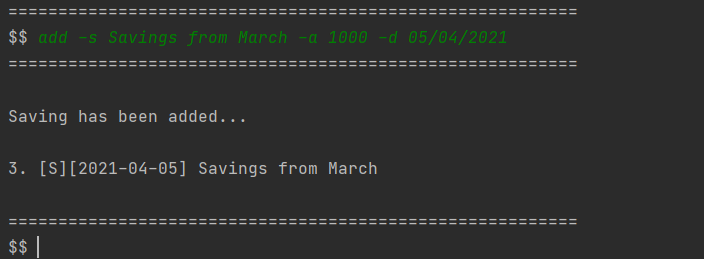 =========================================================
$$ add -s Savings from March -a 1000 -d 05/04/2021
=========================================================
Saving has been added...
3. [S][2021-04-05] Savings from March
=========================================================
$$